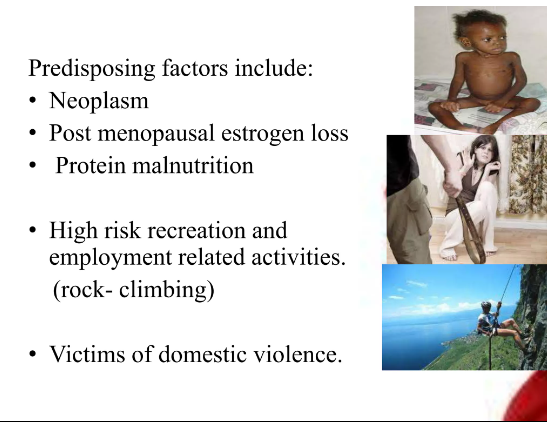 Predisposing factors include:
• Neoplasm
• Post menopausal estrogen loss
• Protein malnutrition
• High risk recreation and
employment related activities.
(rock- climbing)
• Victims of domestic violence.